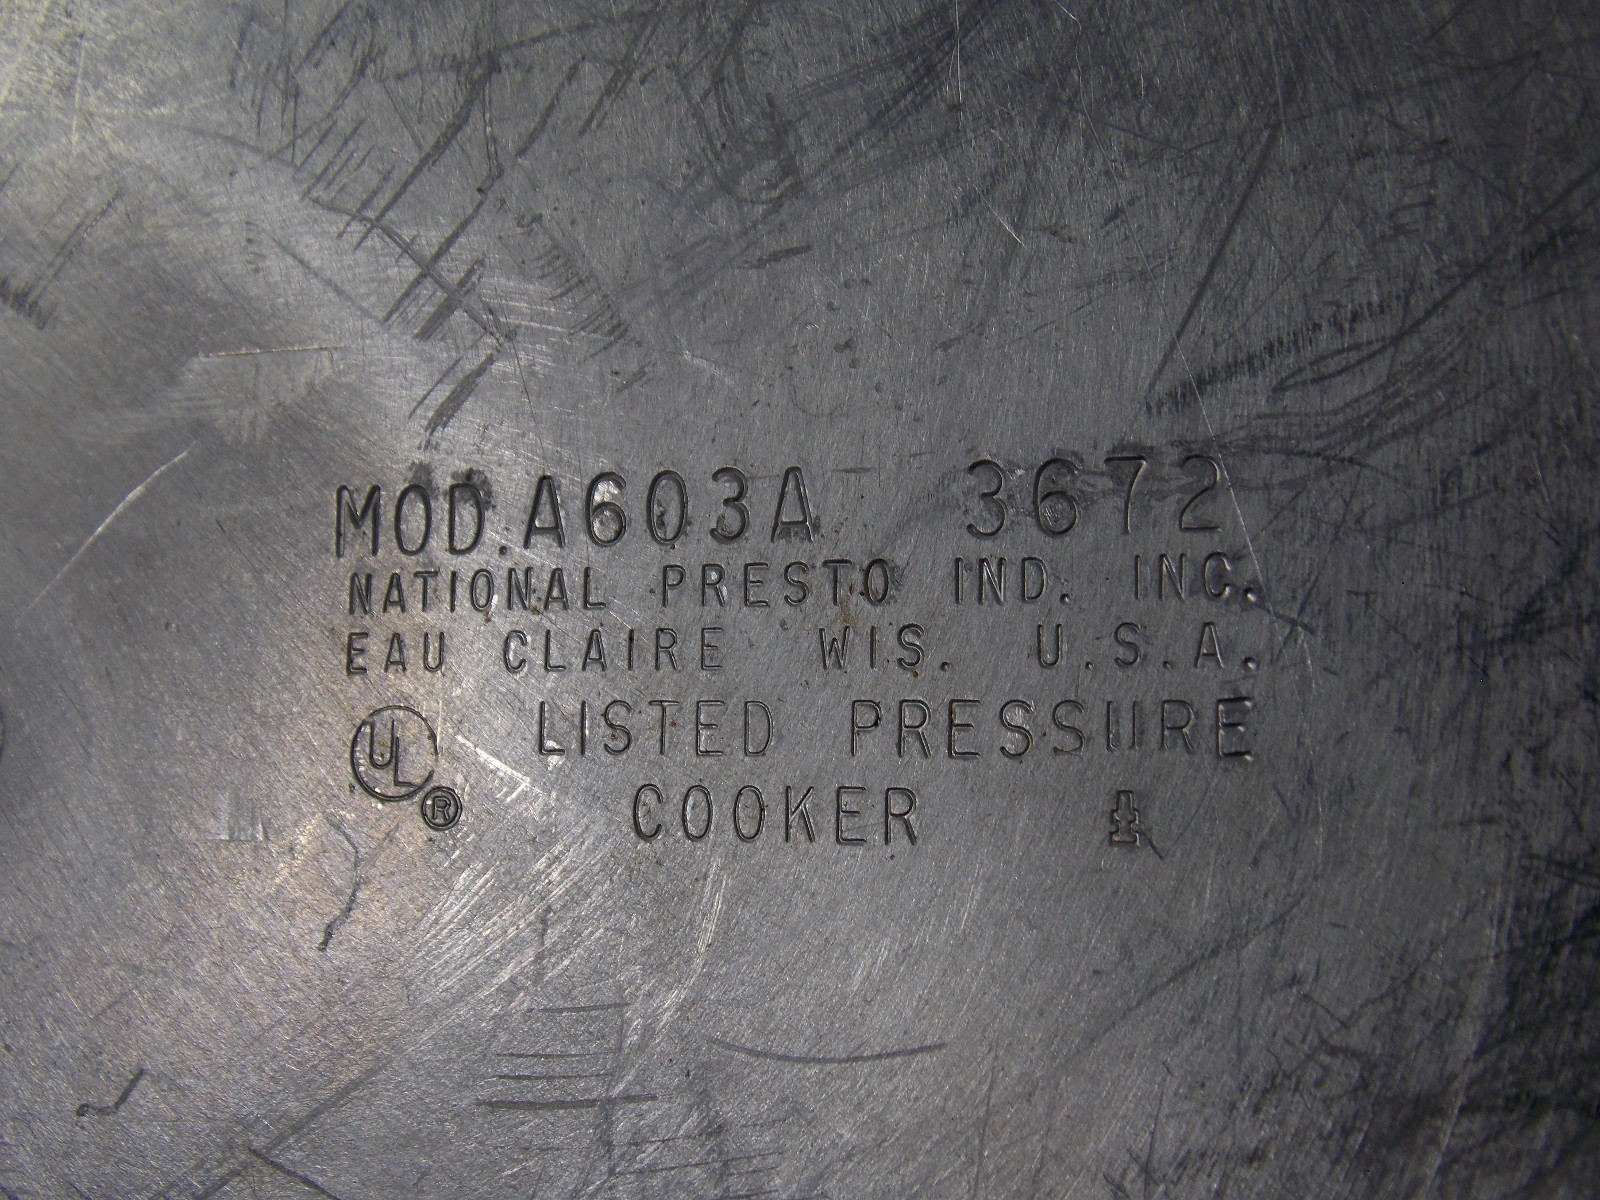 MOD. A603A 3672
NATIONAL PRESTO IND. INC.
EAU CLAIRE WIS. U.S.A.
UL ® LISTED PRESSURE
COOKER